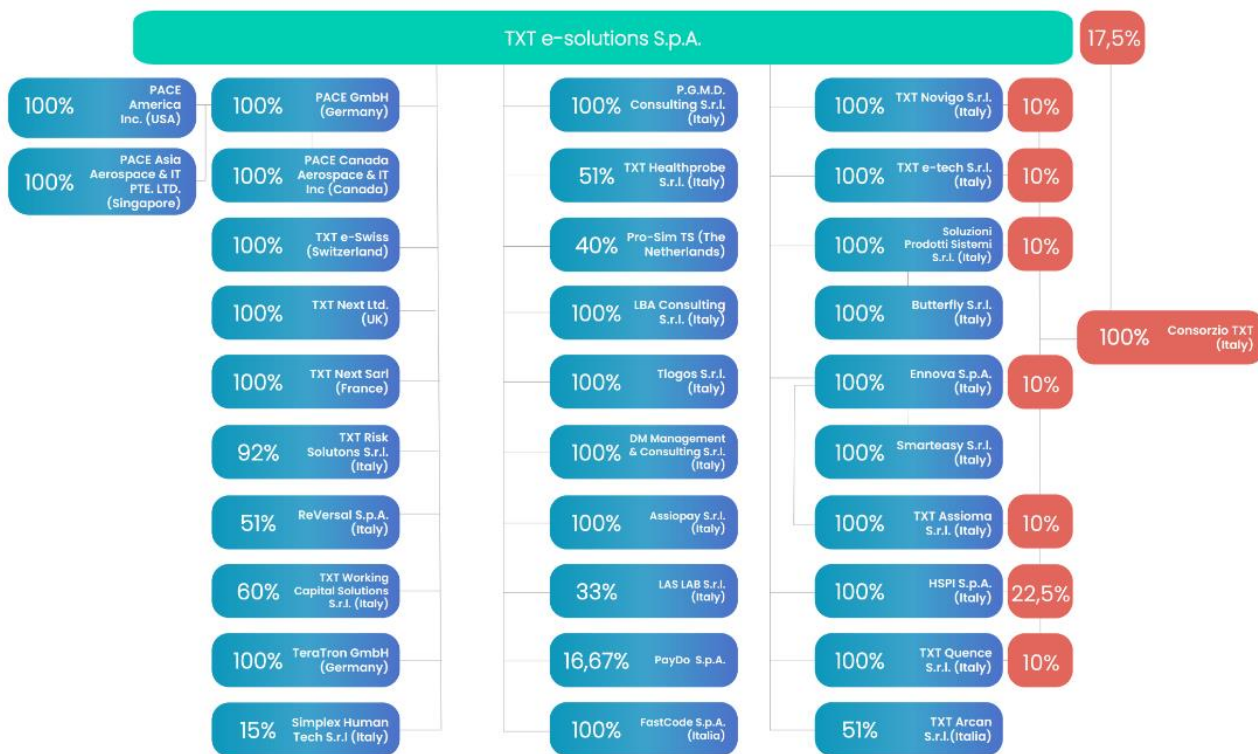 TXT e-solutions S.p.A.
17,5%
100%
PACE
America
Inc. (USA)
100%
PACE GmbH
(Germany)
100%
P.G.M.D.
Consulting S.r.l.
(Italy)
100%
TXT Novigo S.r.l.
(Italy)
10%
100%
PACE Asia
Aerospace & IT
PTE. LTD.
(Singapore)
100%
PACE Canada
Aerospace & IT
Inc (Canada)
51%
TXT Healthprobe
S.r.l. (Italy)
100%
TXT e-tech S.r.l.
(Italy)
10%
100%
TXT e-Swiss
(Switzerland)
40%
Pro-Sim TS (The
Netherlands)
100%
Soluzioni
Prodotti Sistemi
S.r.l. (Italy)
10%
100%
TXT Next Ltd.
(UK)
100%
LBA Consulting
S.r.l. (Italy)
100%
Butterfly S.r.l.
(Italy)
100%
Consorzio TXT
(Italy)
100%
TXT Next Sarl
(France)
100%
Tlogos S.r.l.
(Italy)
100%
Ennova S.p.A.
(Italy)
10%
92%
TXT Risk
Solutons S.r.l.
(Italy)
100%
DM Management
& Consulting S.r.l.
(Italy)
100%
Smarteasy S.r.l.
(Italy)
51%
ReVersal S.p.A.
(Italy)
100%
Assiopay S.r.l.
(Italy)
100%
TXT Assioma
S.r.l. (Italy)
10%
60%
TXT Working
Capital Solutions
S.r.l. (Italy)
33%
LAS LAB S.r.l.
(Italy)
100%
HSPI S.p.A.
(Italy)
22,5%
100%
TeraTron GmbH
(Germany)
16,67%
PayDo S.p.A.
100%
TXT Quence
S.r.l. (Italy)
10%
15%
Simplex Human
Tech S.r.l (Italy)
100%
FastCode S.p.A.
(Italia)
51%
TXT Arcan
S.r.l.(Italia)